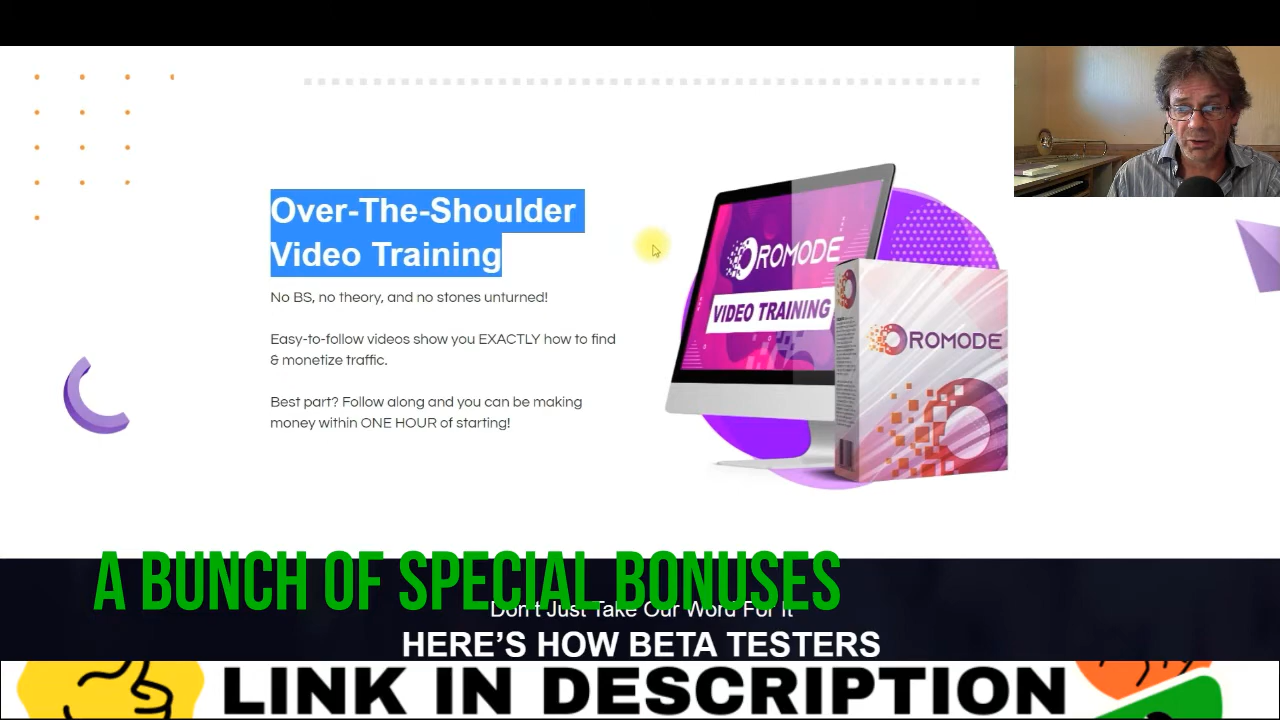 Over-The-Shoulder
Video Training
No BS, no theory, and no stones unturned!
Easy-to-follow videos show you EXACTLY how to find
& monetize traffic.
Best part? Follow along and you can be making
money within ONE HOUR of starting!
OROMODE
VIDEO TRAINING
OROMODE
A BUNCH OF SPECIAL BONUSES
Don't Just Take Our Word For It
HERE'S HOW BETA TESTERS
LINK IN DESCRIPTION